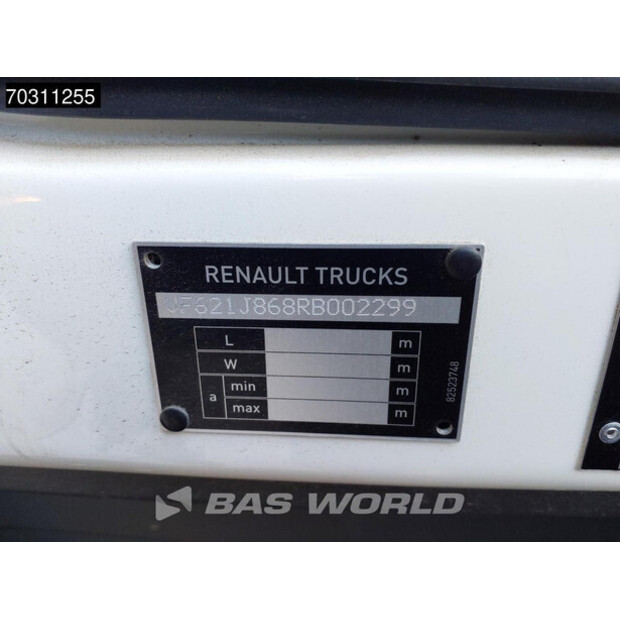 70311255
RENAULT TRUCKS
VF621J868RB002299
L m
W m
a min m
max m
82523748
BAS WORLD